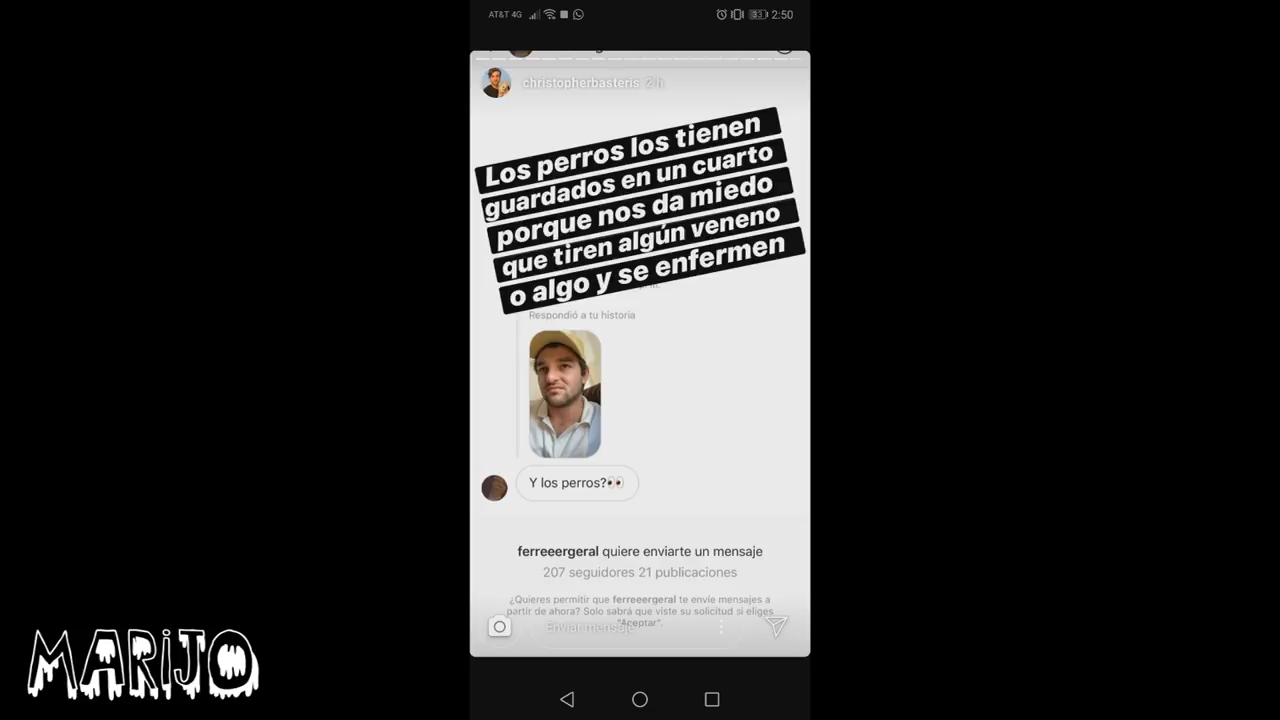 AT&T 4G
33
2:50
christopherbasteris 2 h
Los perros los tienen
guardados en un cuarto
porque nos da miedo
que tiren algún veneno
o algo y se enfermen
Respondió a tu historia
Y los perros?👀
ferreeergeral quiere enviarte un mensaje
207 seguidores 21 publicaciones
¿Quieres permitir que ferreeergeral te envíe mensajes a
partir de ahora? Solo sabrá que viste su solicitud si eliges
"Aceptar".
Enviar mensaje
MARiJO